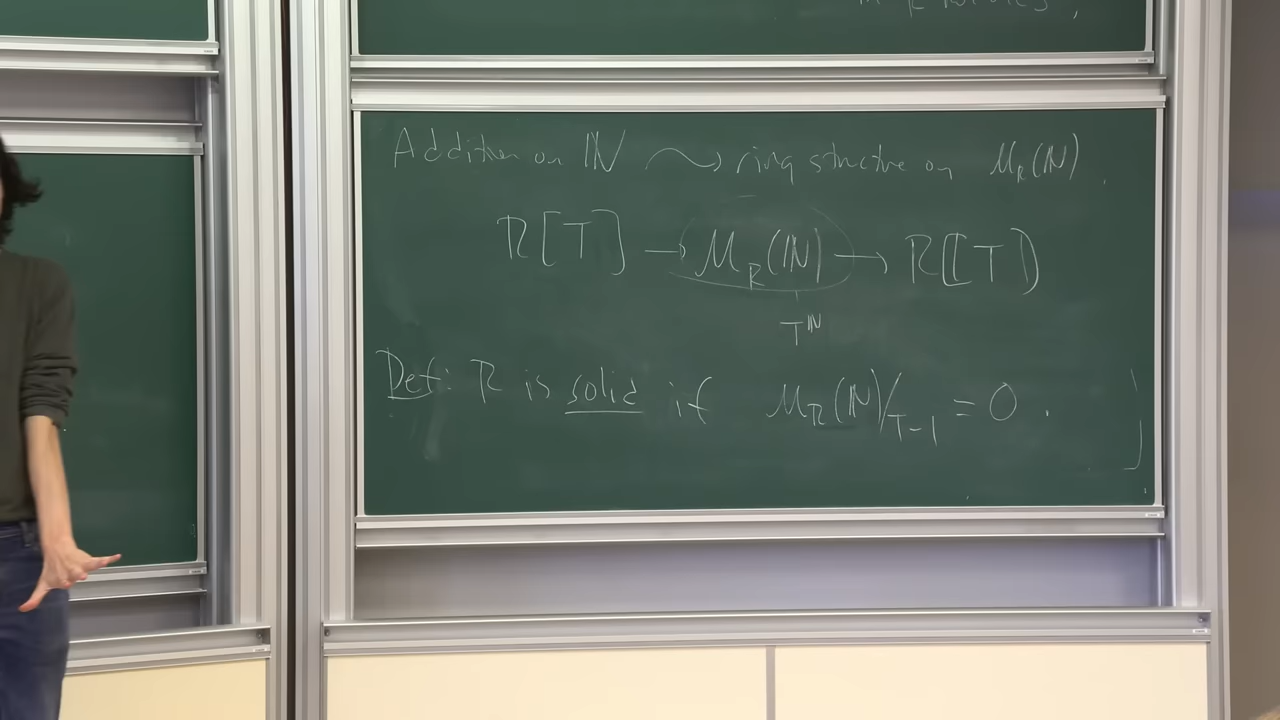 Addition on ℕ ⤳ ring structure on M_R(ℕ).
R[T] → M_R(ℕ) → R[[T]]
T^ℕ
Def: R is solid if M_R(ℕ)/T-1 = 0.